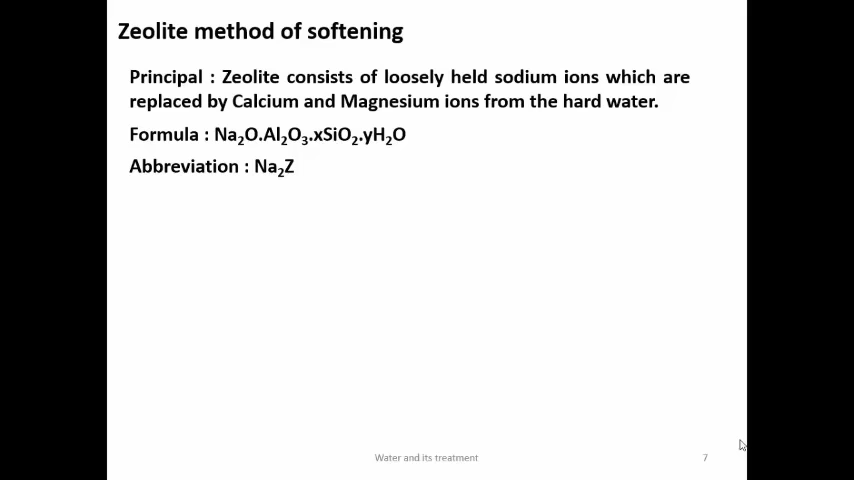 Zeolite method of softening
Principal : Zeolite consists of loosely held sodium ions which are
replaced by Calcium and Magnesium ions from the hard water.
Formula : Na₂O.Al₂O₃.xSiO₂.yH₂O
Abbreviation : Na₂Z
Water and its treatment
7